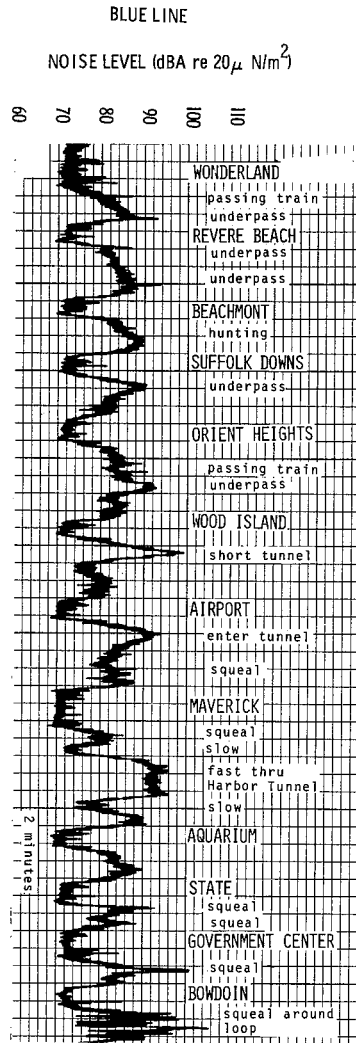 BLUE LINE
NOISE LEVEL (dBA re 20μ N/m²)
60
70
80
90
100
110
WONDERLAND
passing train
underpass
REVERE BEACH
underpass
underpass
BEACHMONT
hunting
SUFFOLK DOWNS
underpass
ORIENT HEIGHTS
passing train
underpass
WOOD ISLAND
short tunnel
AIRPORT
enter tunnel
squeal
MAVERICK
squeal
slow
fast thru
Harbor Tunnel
slow
AQUARIUM
2 minutes
STATE
squeal
squeal
GOVERNMENT CENTER
squeal
BOWDOIN
squeal around
loop